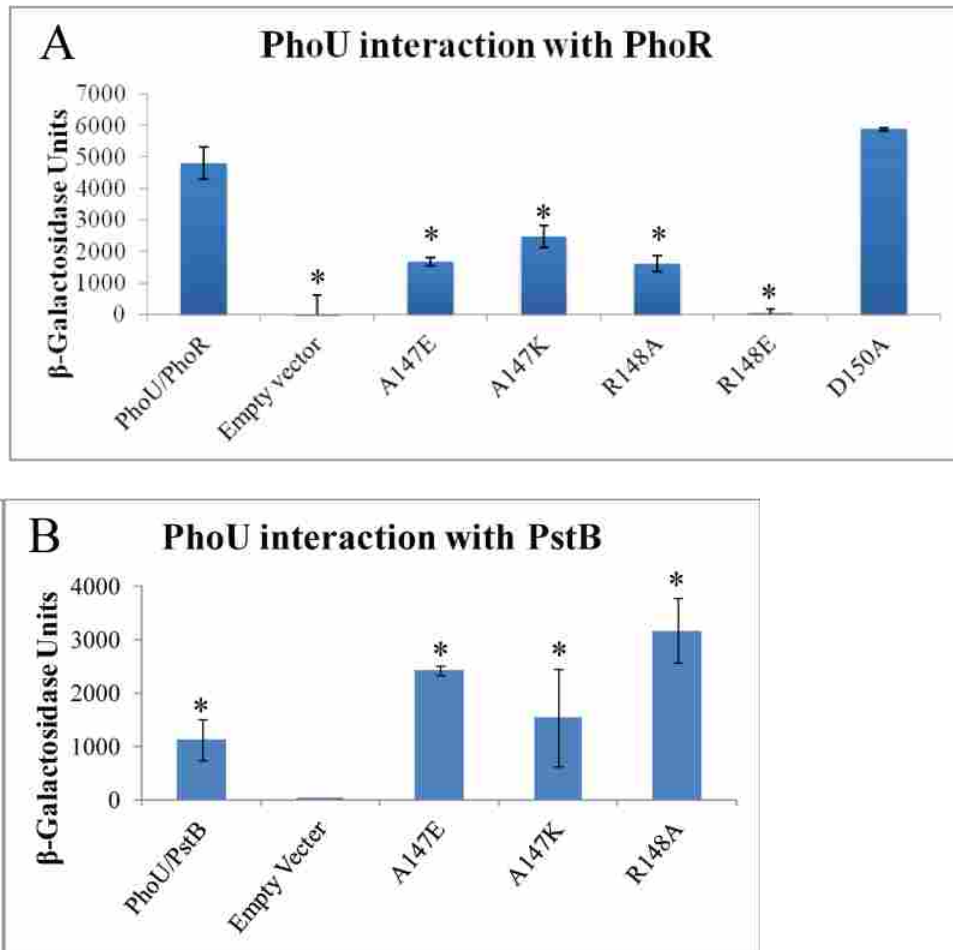 A
PhoU interaction with PhoR
β-Galactosidase Units
7000
6000
5000
4000
3000
2000
1000
0
* * * * *
PhoU/PhoR
Empty vector
A147E
A147K
R148A
R148E
D150A
B
PhoU interaction with PstB
β-Galactosidase Units
4000
3000
2000
1000
0
* * * *
PhoU/PstB
Empty Vecter
A147E
A147K
R148A